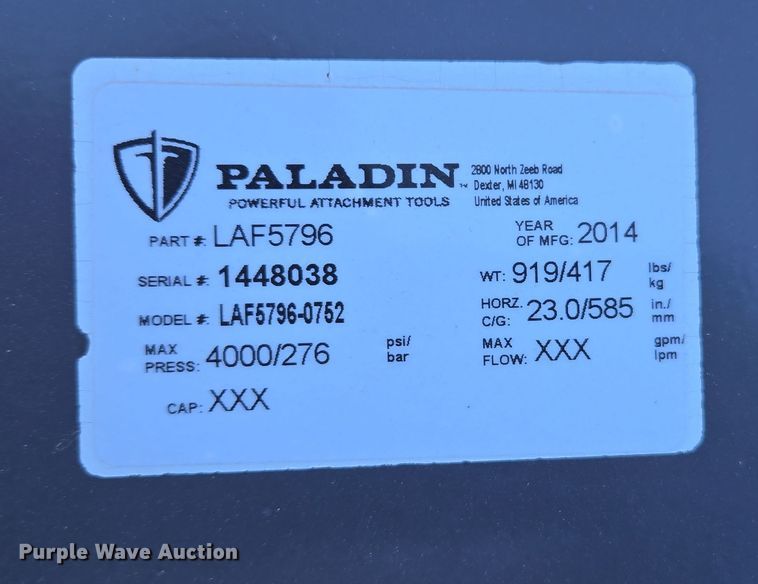 PALADIN™
POWERFUL ATTACHMENT TOOLS
2800 North Zeeb Road
Dexter, MI 48130
United States of America
PART #: LAF5796
YEAR OF MFG: 2014
SERIAL #: 1448038
WT: 919/417 lbs/ kg
MODEL #: LAF5796-0752
HORZ. C/G: 23.0/585 in./ mm
MAX PRESS: 4000/276 psi/ bar
MAX FLOW: XXX gpm/ lpm
CAP: XXX
Purple Wave Auction